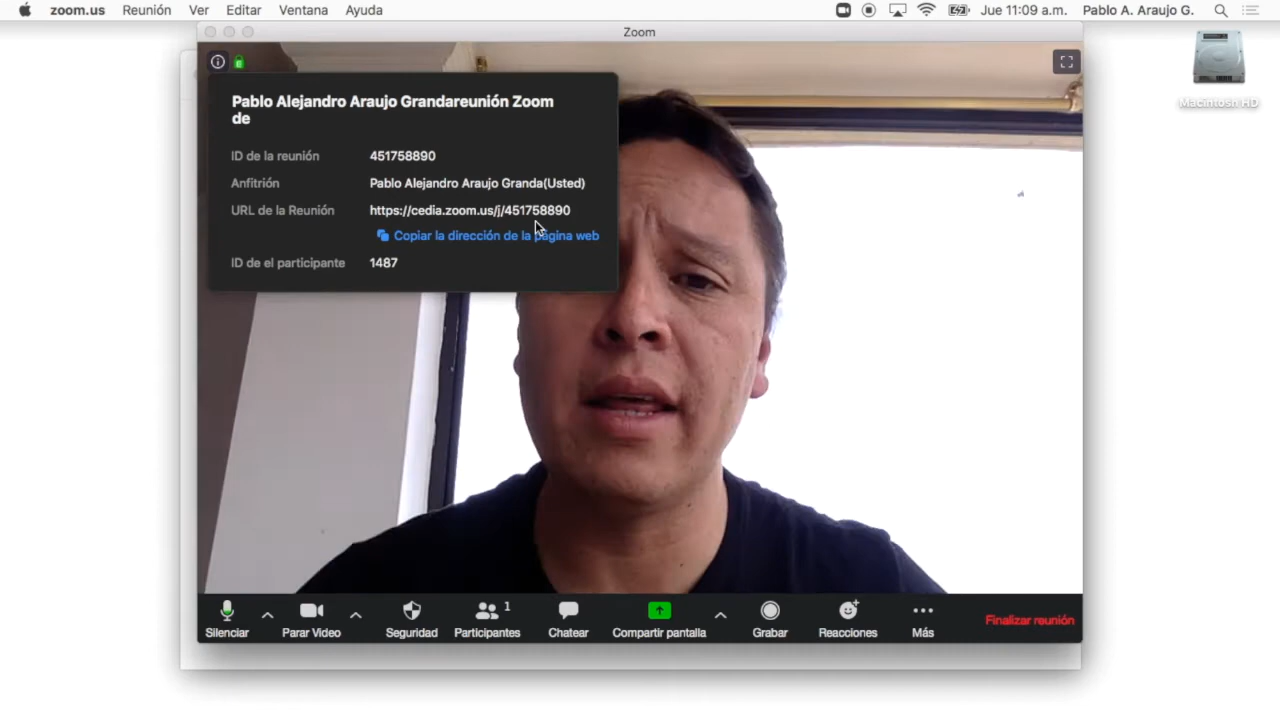 zoom.us Reunión Ver Editar Ventana Ayuda Jue 11:09 a.m. Pablo A. Araujo G.
Zoom
Macintosh HD
Pablo Alejandro Araujo Grandareunión Zoom
de
ID de la reunión 451758890
Anfitrión Pablo Alejandro Araujo Granda(Usted)
URL de la Reunión https://cedia.zoom.us/j/451758890
Copiar la dirección de la página web
ID de el participante 1487
1
Silenciar Parar Video Seguridad Participantes Chatear Compartir pantalla Grabar Reacciones Más Finalizar reunión